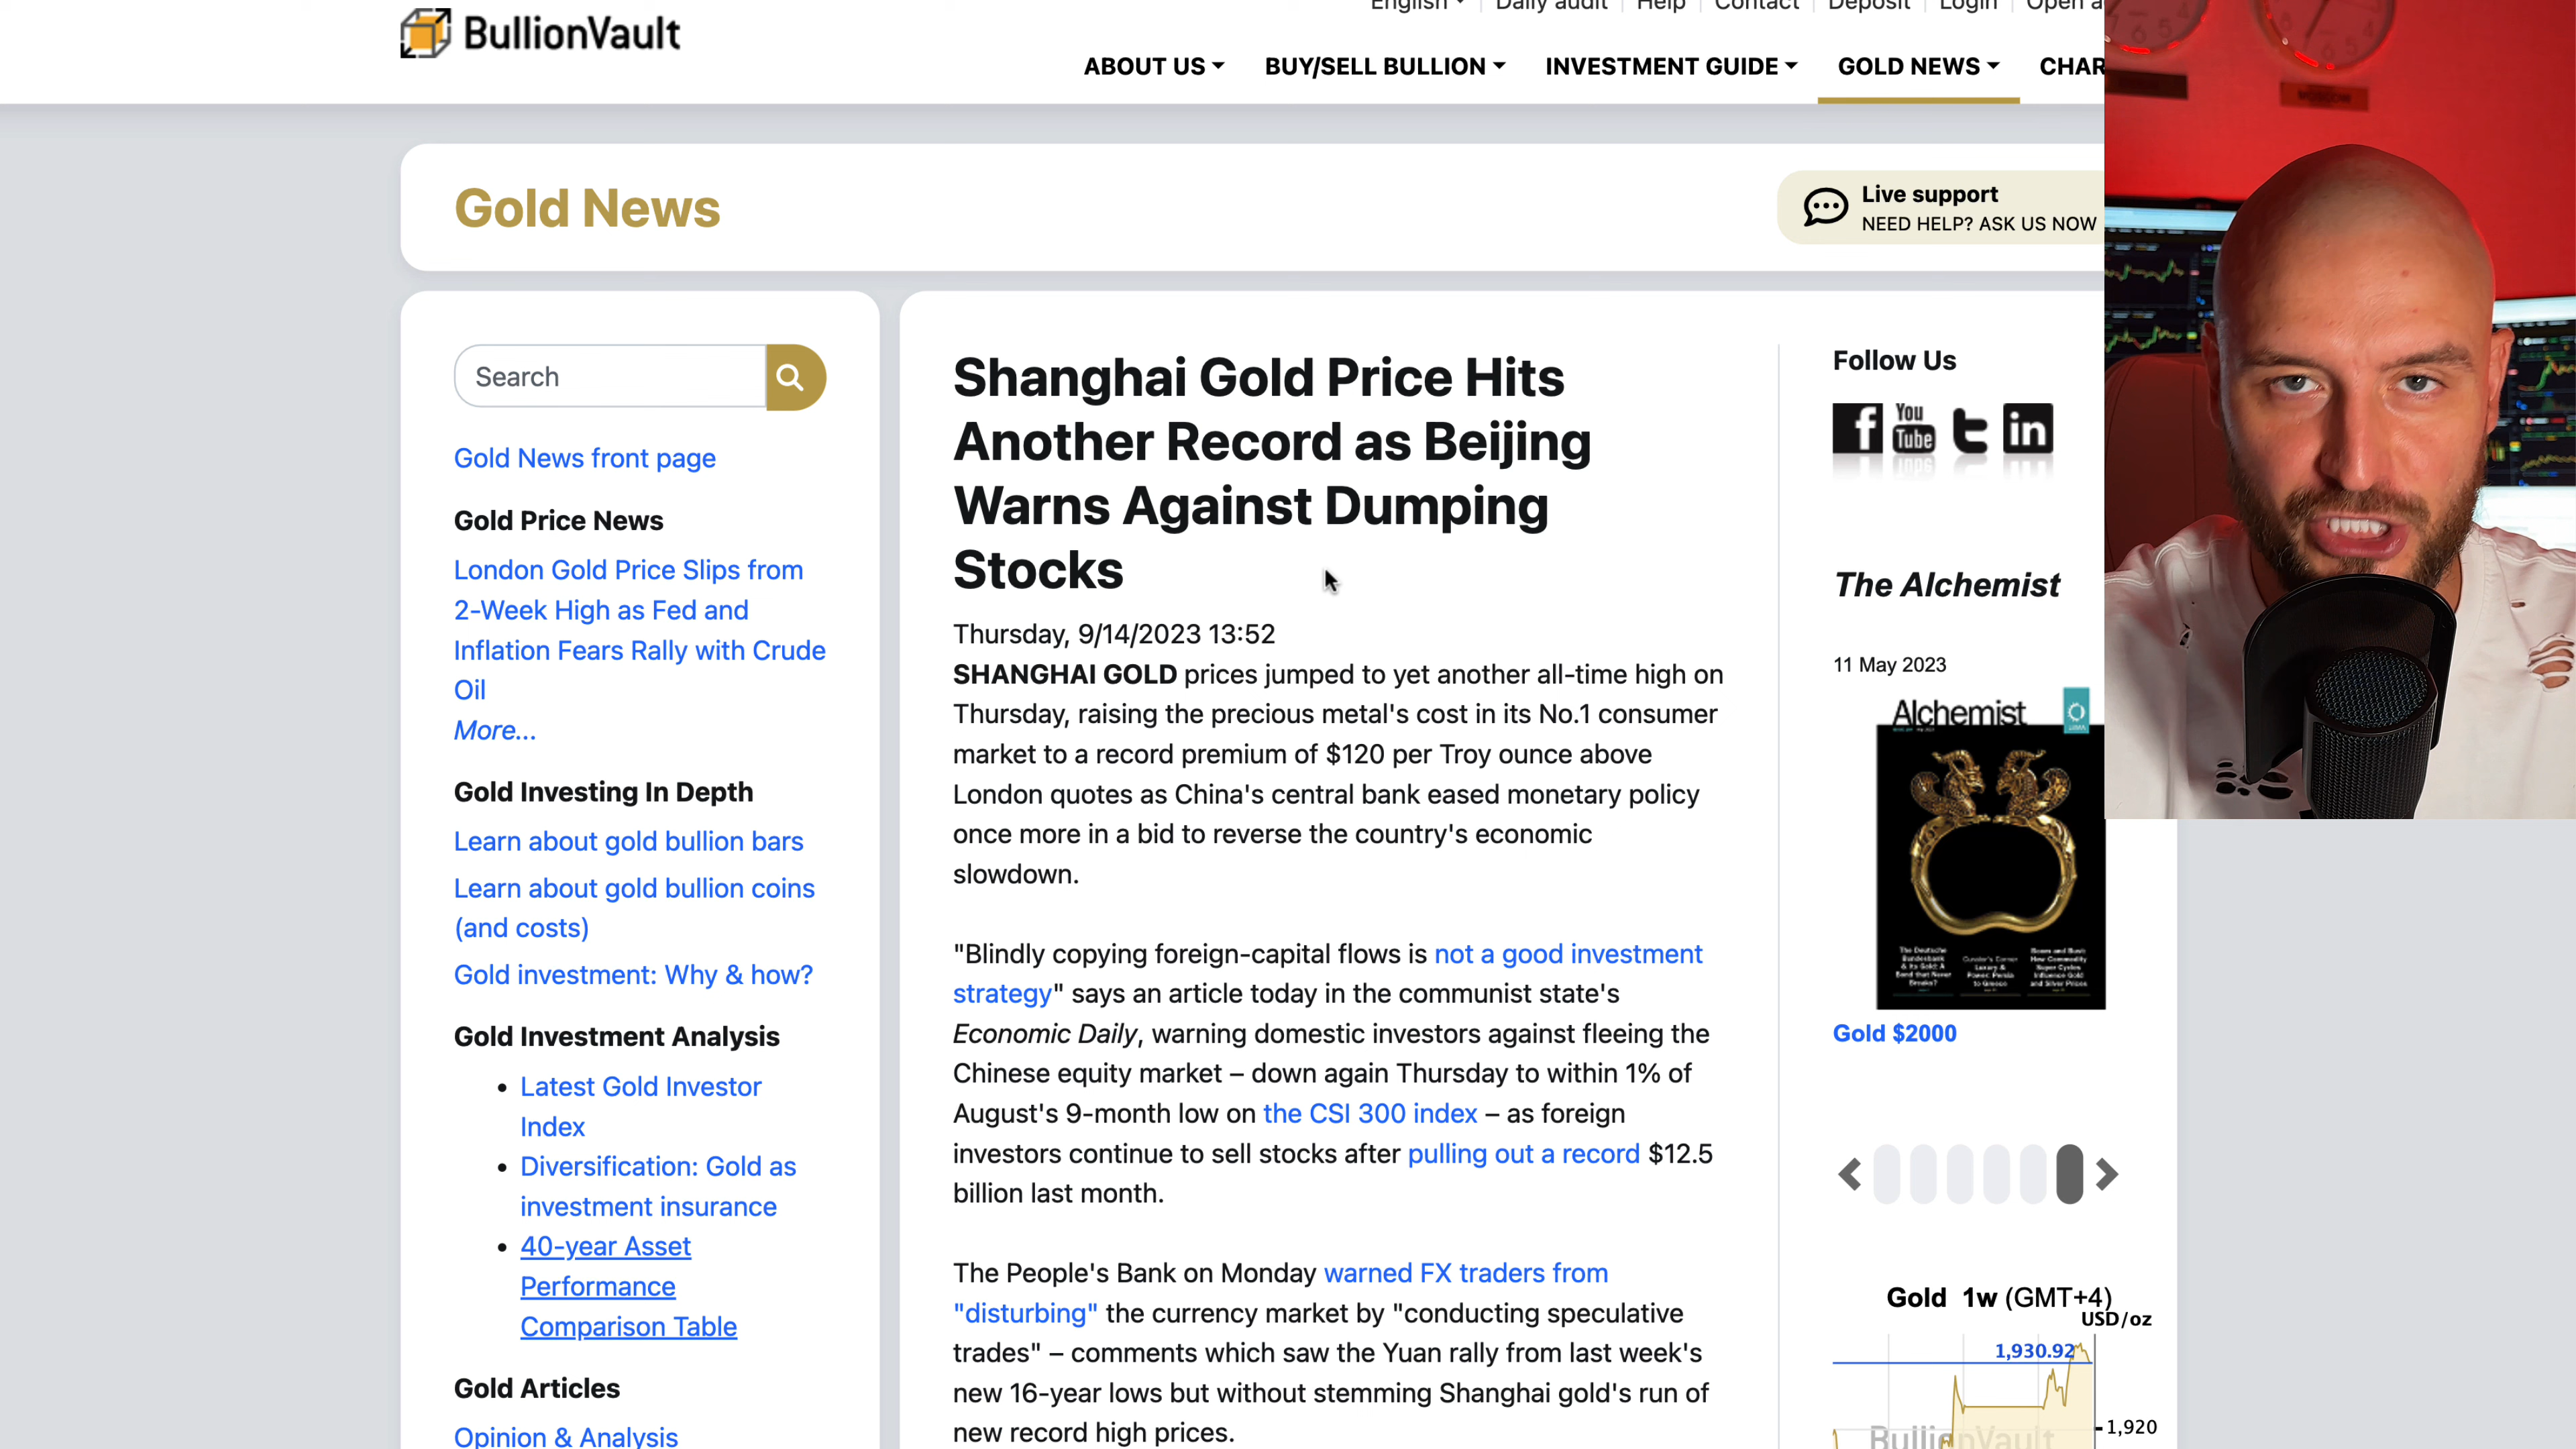 English
Daily audit
Help
Contact
Deposit
Login
Open a
BullionVault
ABOUT US
BUY/SELL BULLION
INVESTMENT GUIDE
GOLD NEWS
CHAR
Gold News
Live support
NEED HELP? ASK US NOW
Search
Gold News front page
Gold Price News
London Gold Price Slips from
2-Week High as Fed and
Inflation Fears Rally with Crude
Oil
More...
Gold Investing In Depth
Learn about gold bullion bars
Learn about gold bullion coins
(and costs)
Gold investment: Why & how?
Gold Investment Analysis
Latest Gold Investor
Index
Diversification: Gold as
investment insurance
40-year Asset
Performance
Comparison Table
Gold Articles
Opinion & Analysis
Shanghai Gold Price Hits
Another Record as Beijing
Warns Against Dumping
Stocks
Thursday, 9/14/2023 13:52
SHANGHAI GOLD prices jumped to yet another all-time high on
Thursday, raising the precious metal's cost in its No.1 consumer
market to a record premium of $120 per Troy ounce above
London quotes as China's central bank eased monetary policy
once more in a bid to reverse the country's economic
slowdown.
"Blindly copying foreign-capital flows is not a good investment
strategy" says an article today in the communist state's
Economic Daily, warning domestic investors against fleeing the
Chinese equity market – down again Thursday to within 1% of
August's 9-month low on the CSI 300 index – as foreign
investors continue to sell stocks after pulling out a record $12.5
billion last month.
The People's Bank on Monday warned FX traders from
"disturbing" the currency market by "conducting speculative
trades" – comments which saw the Yuan rally from last week's
new 16-year lows but without stemming Shanghai gold's run of
new record high prices.
Follow Us
f
You
Tube
t
in
The Alchemist
11 May 2023
Alchemist
Gold $2000
Gold 1w (GMT+4)
USD/oz
1,930.92
1,920
BullionVault